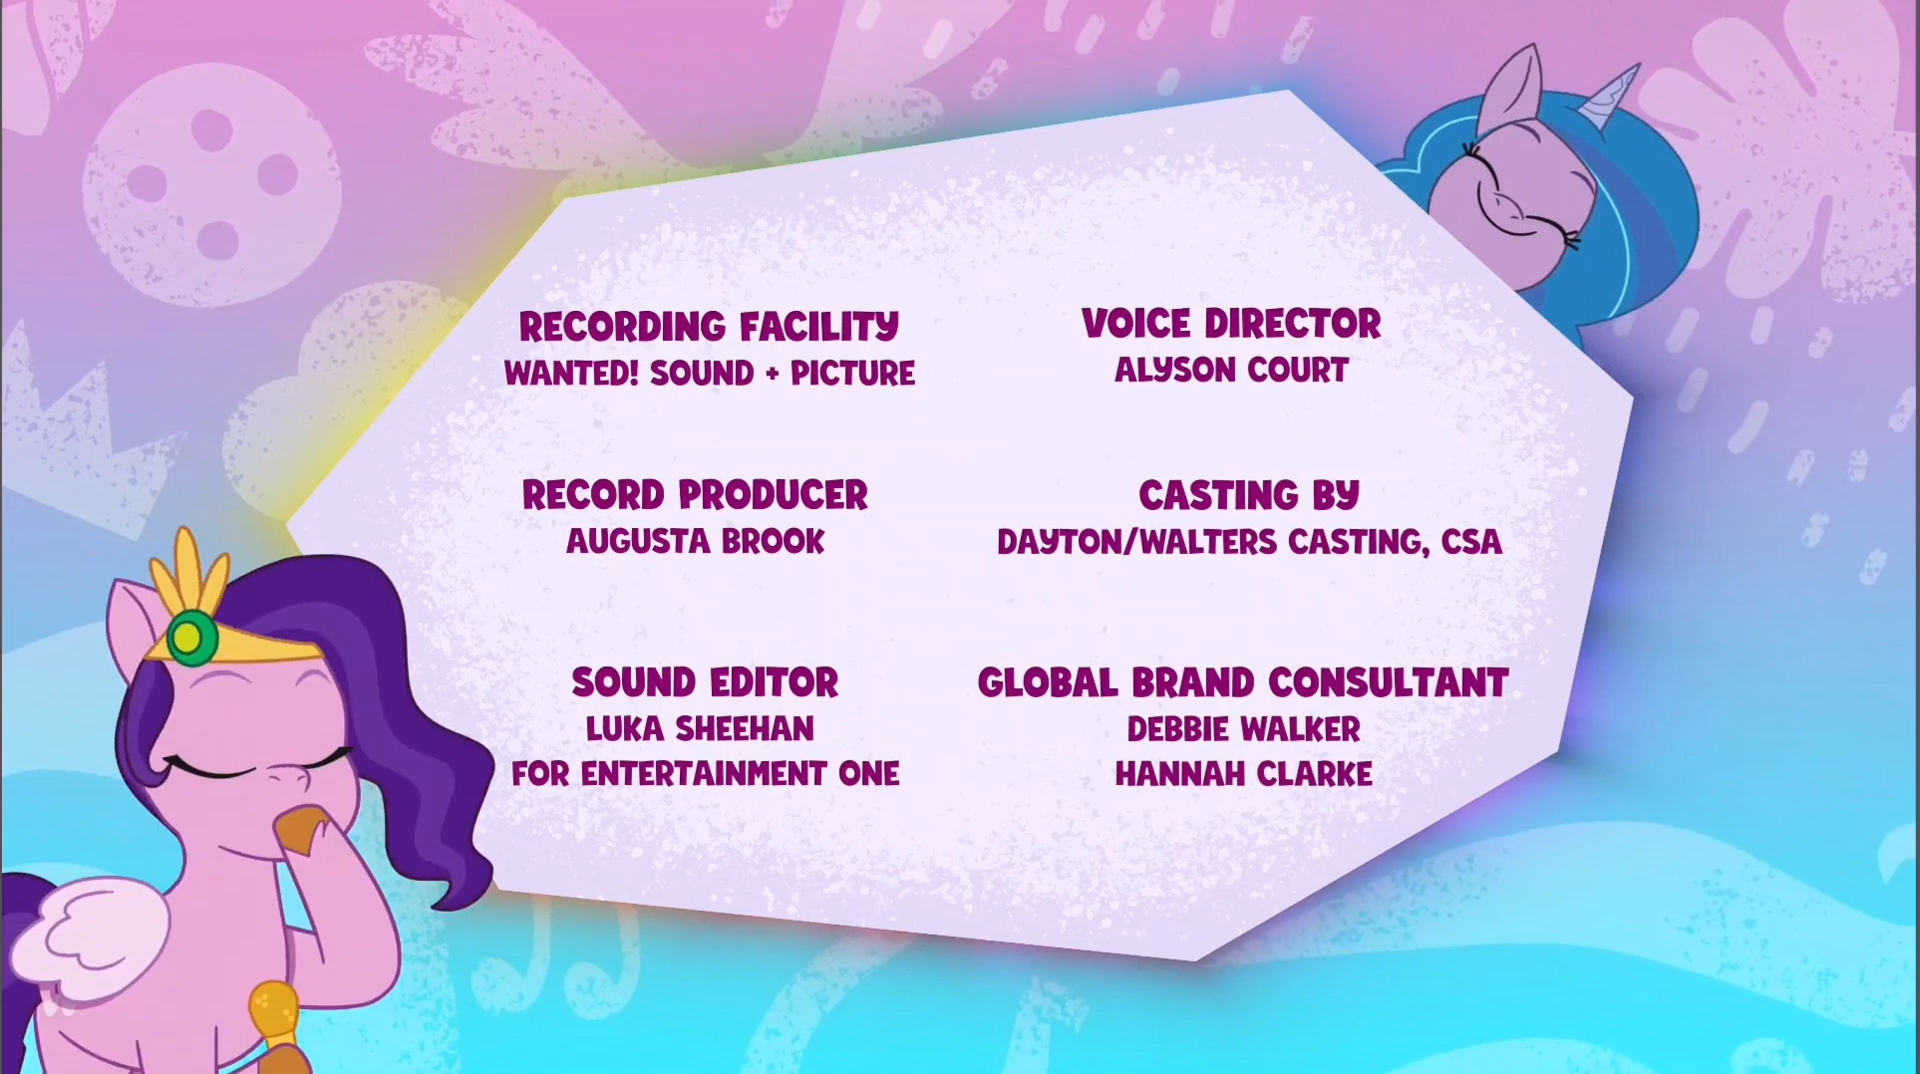 RECORDING FACILITY
WANTED! SOUND + PICTURE
VOICE DIRECTOR
ALYSON COURT
RECORD PRODUCER
AUGUSTA BROOK
CASTING BY
DAYTON/WALTERS CASTING, CSA
SOUND EDITOR
LUKA SHEEHAN
FOR ENTERTAINMENT ONE
GLOBAL BRAND CONSULTANT
DEBBIE WALKER
HANNAH CLARKE